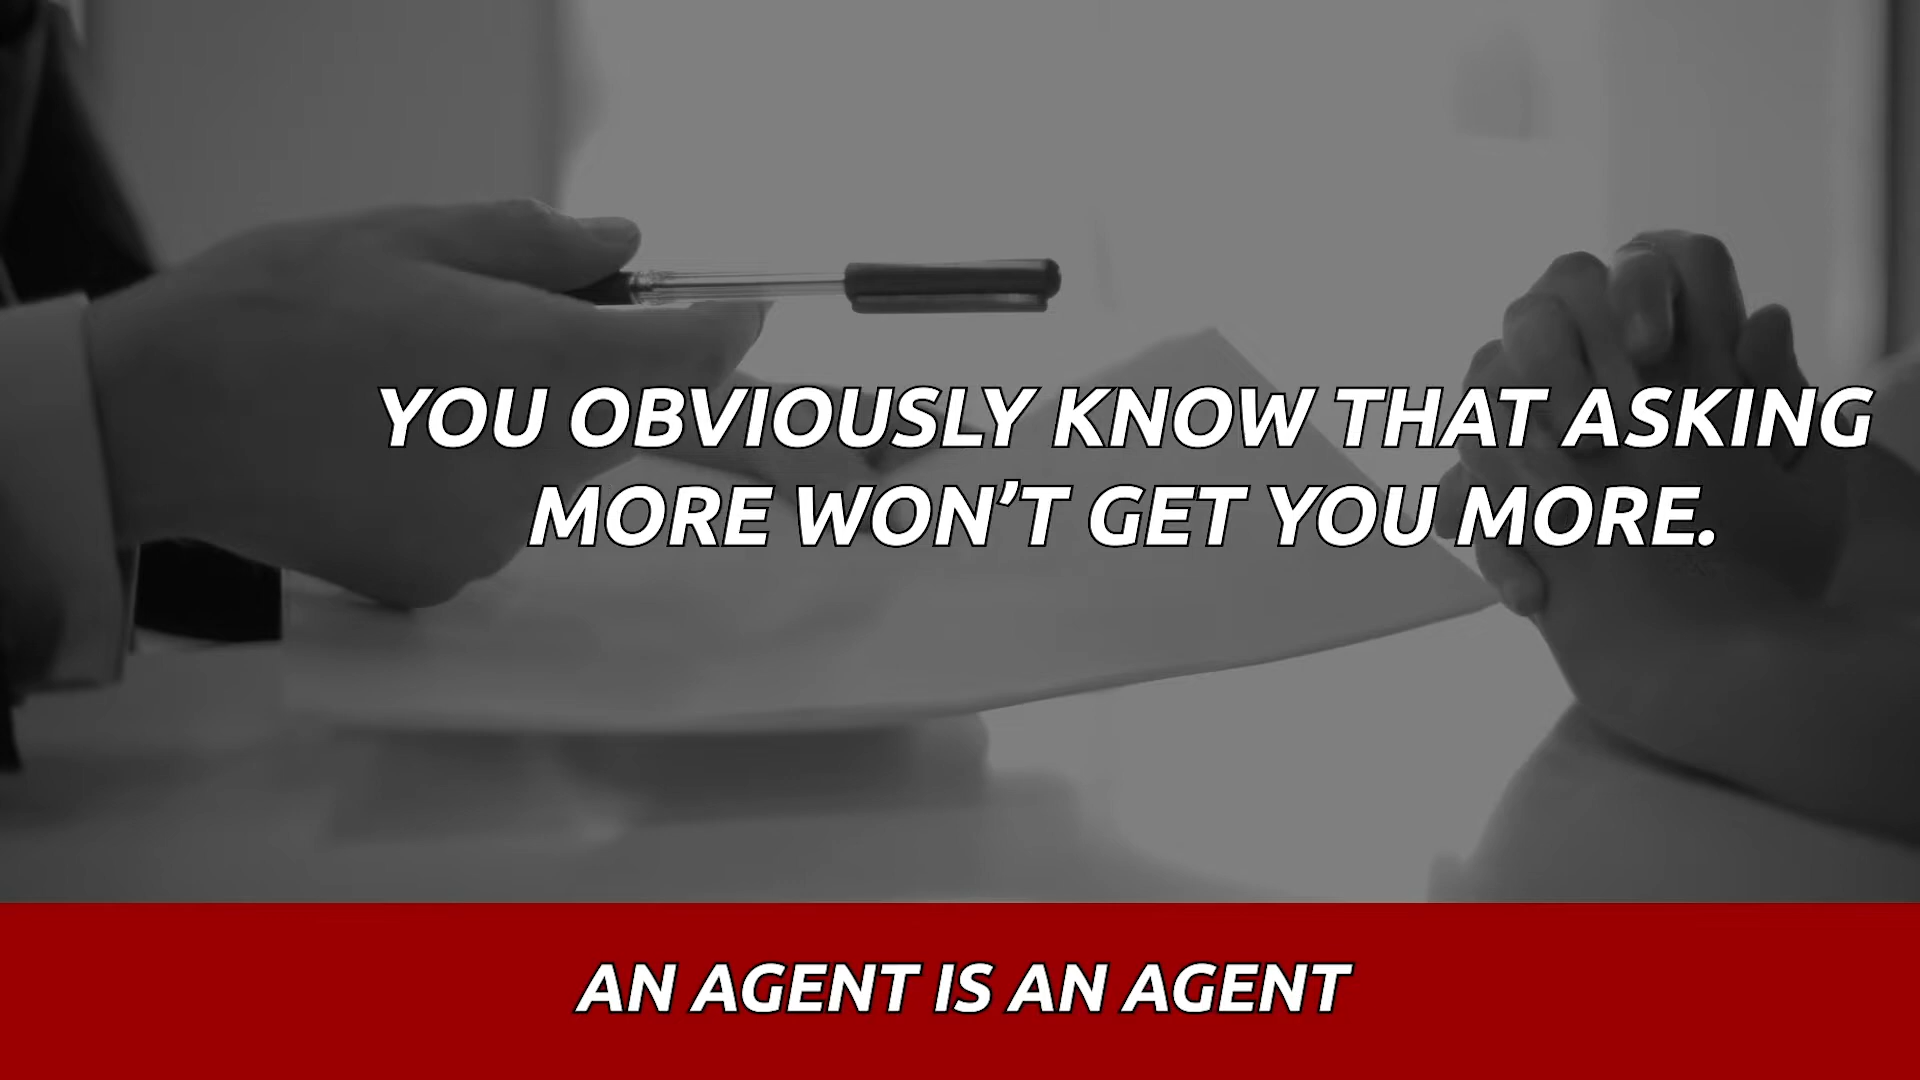 YOU OBVIOUSLY KNOW THAT ASKING
MORE WON’T GET YOU MORE.
AN AGENT IS AN AGENT